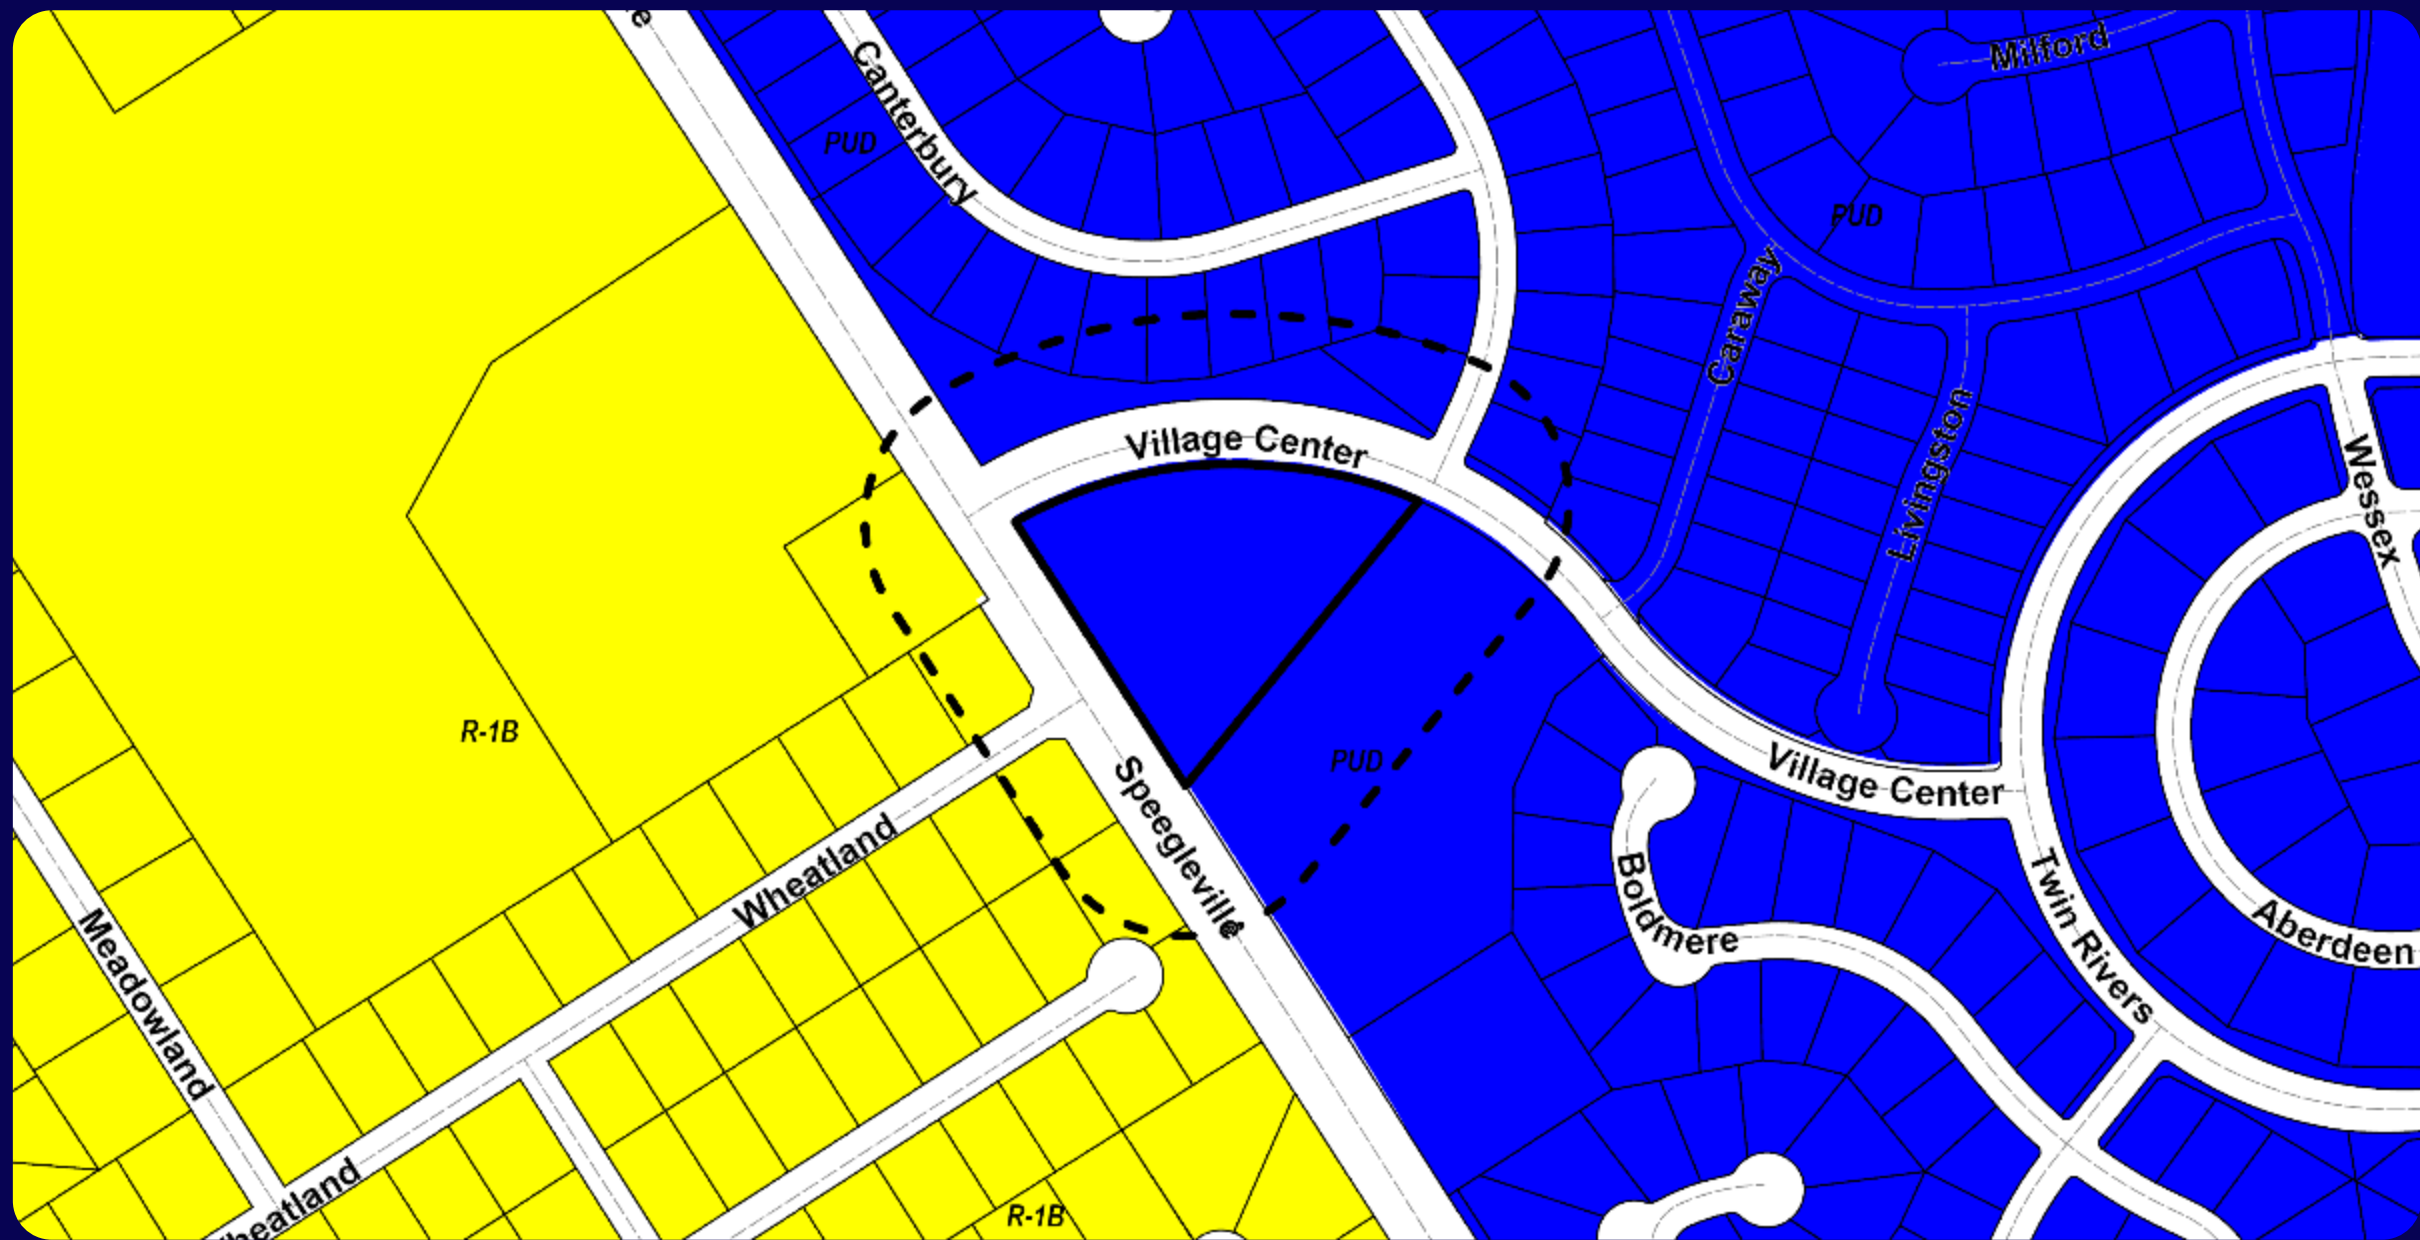 e
Canterbury
Milford
PUD
PUD
Caraway
Village Center
Livingston
Wessex
R-1B
PUD
Village Center
Speegleville
Wheatland
Boldmere
Twin Rivers
Aberdeen
Meadowland
heatland
R-1B